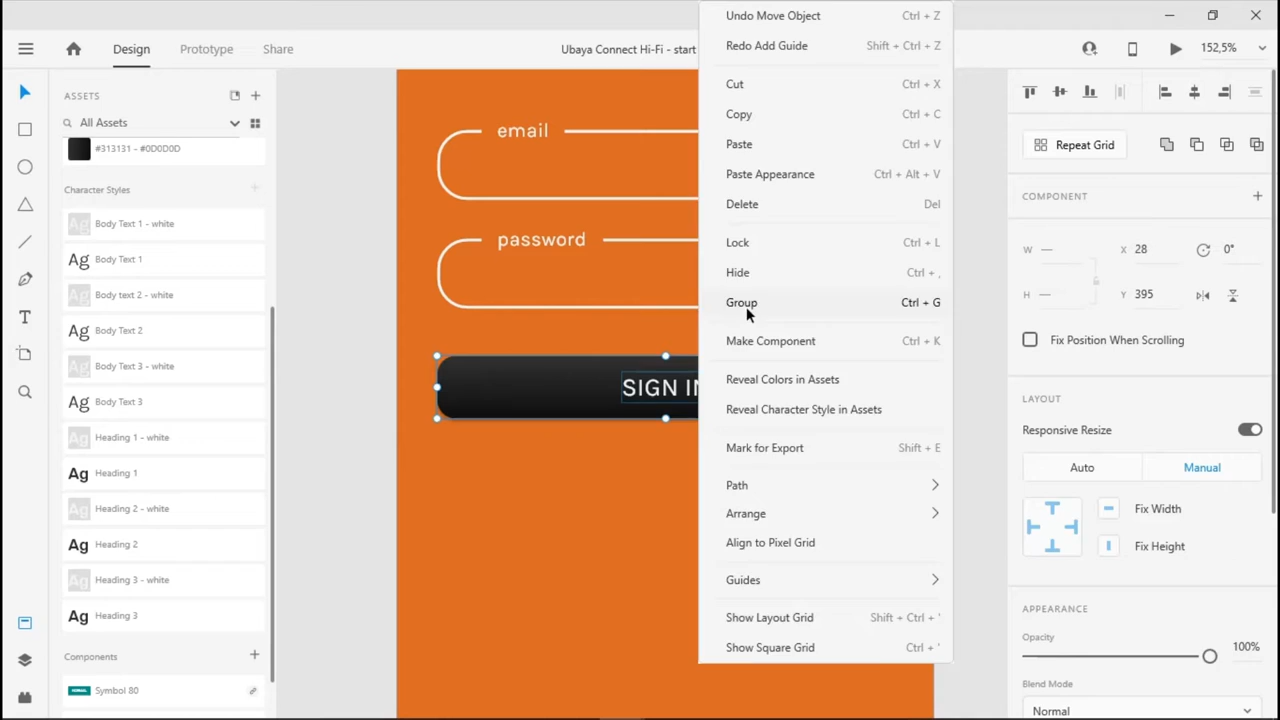 Design
Prototype
Share
Ubaya Connect Hi-Fi - start
152,5%
ASSETS
All Assets
#313131 - #0D0D0D
Character Styles
Ag Body Text 1 - white
Ag Body Text 1
Ag Body text 2 - white
Ag Body Text 2
Ag Body Text 3 - white
Ag Body Text 3
Ag Heading 1 - white
Ag Heading 1
Ag Heading 2 - white
Ag Heading 2
Ag Heading 3 - white
Ag Heading 3
Components
Symbol 80
email
password
SIGN IN
Undo Move Object Ctrl + Z
Redo Add Guide Shift + Ctrl + Z
Cut Ctrl + X
Copy Ctrl + C
Paste Ctrl + V
Paste Appearance Ctrl + Alt + V
Delete Del
Lock Ctrl + L
Hide Ctrl + ,
Group Ctrl + G
Make Component Ctrl + K
Reveal Colors in Assets
Reveal Character Style in Assets
Mark for Export Shift + E
Path
Arrange
Align to Pixel Grid
Guides
Show Layout Grid Shift + Ctrl + '
Show Square Grid Ctrl + '
Repeat Grid
COMPONENT
W — X 28 0°
H — Y 395
Fix Position When Scrolling
LAYOUT
Responsive Resize
Auto Manual
Fix Width
Fix Height
APPEARANCE
Opacity
100%
Blend Mode
Normal